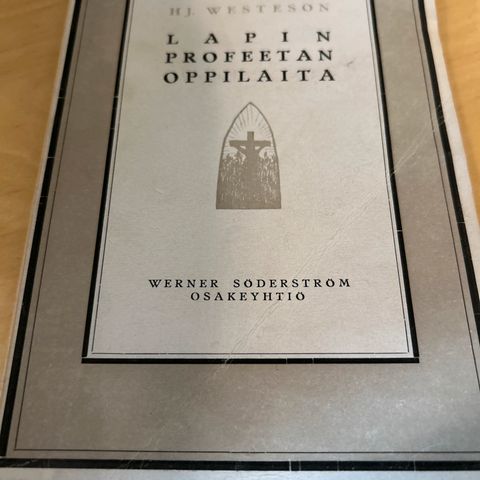 HJ. WESTESON
LAPIN
PROFEETAN
OPPILAITA
WERNER SÖDERSTRÖM
OSAKEYHTIÖ